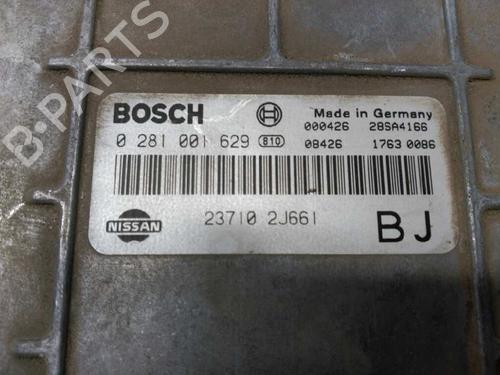 B-PARTS
BOSCH Made in Germany
0 281 001 629 810 000426 28SA4166
08426 1763 0086
NISSAN 23710 2J661 BJ